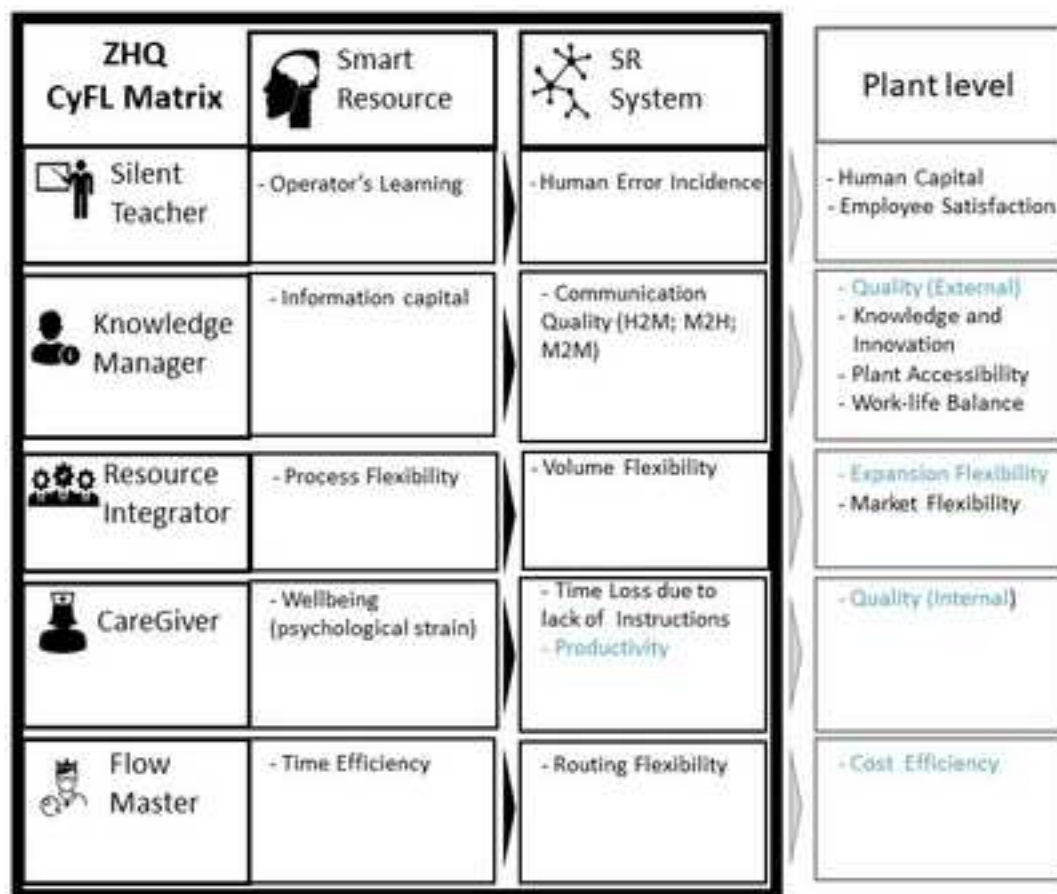 ZHQ
CyFL Matrix
Smart
Resource
SR
System
Plant level
Silent
Teacher
- Operator's Learning
- Human Error Incidence
- Human Capital
- Employee Satisfaction
Knowledge
Manager
- Information capital
- Communication
Quality (H2M; M2H;
M2M)
- Quality (External)
- Knowledge and
Innovation
- Plant Accessibility
- Work-life Balance
Resource
Integrator
- Process Flexibility
- Volume Flexibility
- Expansion Flexibility
- Market Flexibility
CareGiver
- Wellbeing
(psychological strain)
- Time Loss due to
lack of Instructions
- Productivity
- Quality (Internal)
Flow
Master
- Time Efficiency
- Routing Flexibility
- Cost Efficiency